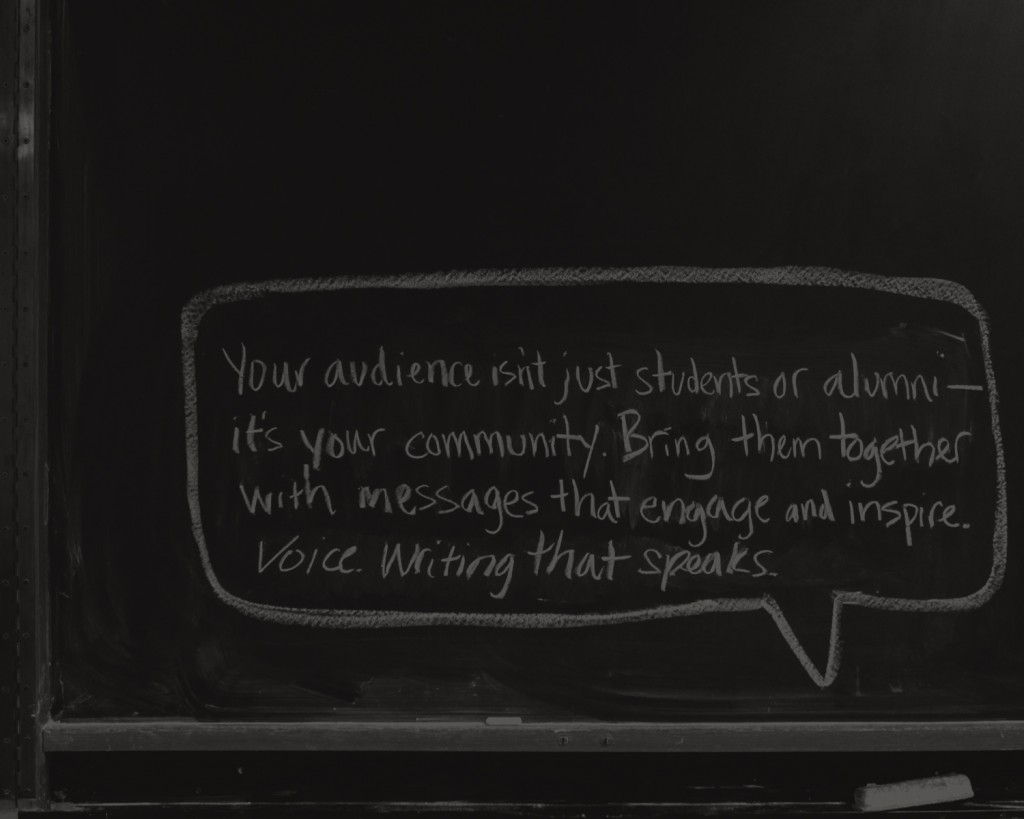 Your audience isn't just students or alumni—
it's your community. Bring them together
with messages that engage and inspire.
Voice. Writing that speaks.